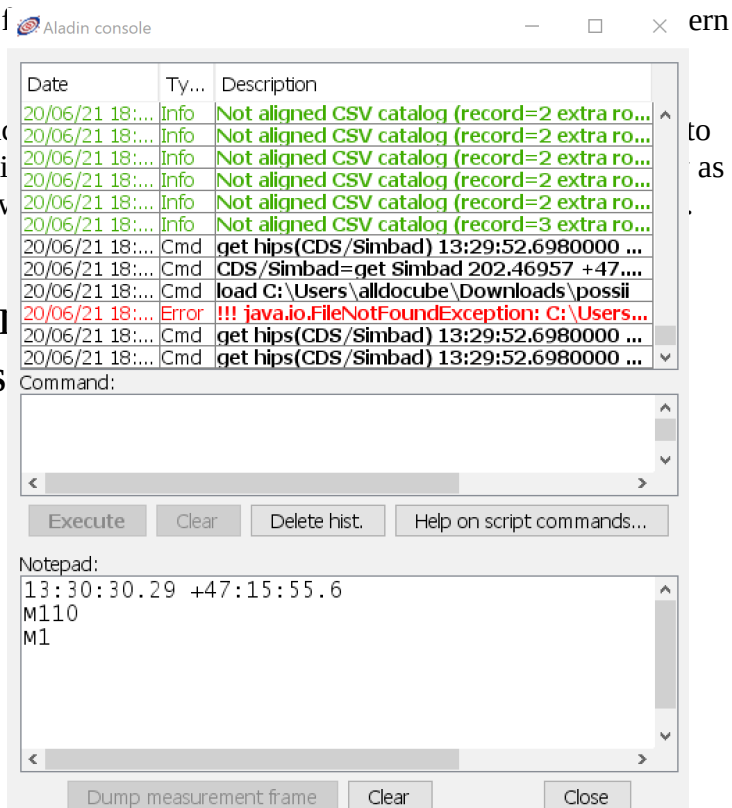 ern
Aladin console
to
as
Date Ty... Description
20/06/21 18:... Info Not aligned CSV catalog (record=2 extra ro...
20/06/21 18:... Info Not aligned CSV catalog (record=2 extra ro...
20/06/21 18:... Info Not aligned CSV catalog (record=2 extra ro...
20/06/21 18:... Info Not aligned CSV catalog (record=2 extra ro...
20/06/21 18:... Info Not aligned CSV catalog (record=2 extra ro...
20/06/21 18:... Info Not aligned CSV catalog (record=3 extra ro...
20/06/21 18:... Cmd get hips(CDS/Simbad) 13:29:52.6980000 ...
20/06/21 18:... Cmd CDS/Simbad=get Simbad 202.46957 +47....
20/06/21 18:... Cmd load C:\Users\alldocube\Downloads\possii
20/06/21 18:... Error !!! java.io.FileNotFoundException: C:\Users...
20/06/21 18:... Cmd get hips(CDS/Simbad) 13:29:52.6980000 ...
20/06/21 18:... Cmd get hips(CDS/Simbad) 13:29:52.6980000 ...
Command:
Execute Clear Delete hist. Help on script commands...
Notepad:
13:30:30.29 +47:15:55.6
M110
M1
Dump measurement frame Clear Close